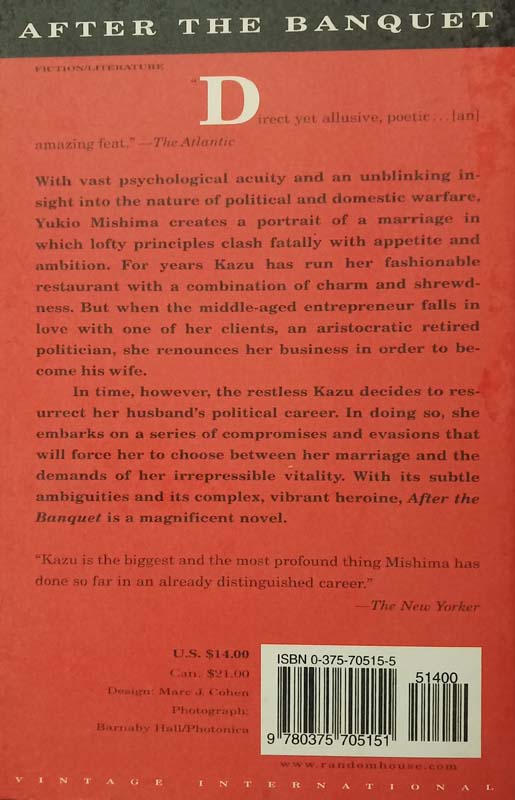 AFTER THE BANQUET
FICTION/LITERATURE
"Direct yet allusive, poetic . . . [an]
amazing feat." —The Atlantic
With vast psychological acuity and an unblinking in-
sight into the nature of political and domestic warfare,
Yukio Mishima creates a portrait of a marriage in
which lofty principles clash fatally with appetite and
ambition. For years Kazu has run her fashionable
restaurant with a combination of charm and shrewd-
ness. But when the middle-aged entrepreneur falls in
love with one of her clients, an aristocratic retired
politician, she renounces her business in order to be-
come his wife.
In time, however, the restless Kazu decides to res-
urrect her husband's political career. In doing so, she
embarks on a series of compromises and evasions that
will force her to choose between her marriage and the
demands of her irrepressible vitality. With its subtle
ambiguities and its complex, vibrant heroine, After the
Banquet is a magnificent novel.
"Kazu is the biggest and the most profound thing Mishima has
done so far in an already distinguished career."
—The New Yorker
U.S. $14.00
Can. $21.00
Design: Marc J. Cohen
Photograph:
Barnaby Hall/Photonica
ISBN 0-375-70515-5
51400
9 780375 705151
www.randomhouse.com
VINTAGE INTERNATIONAL